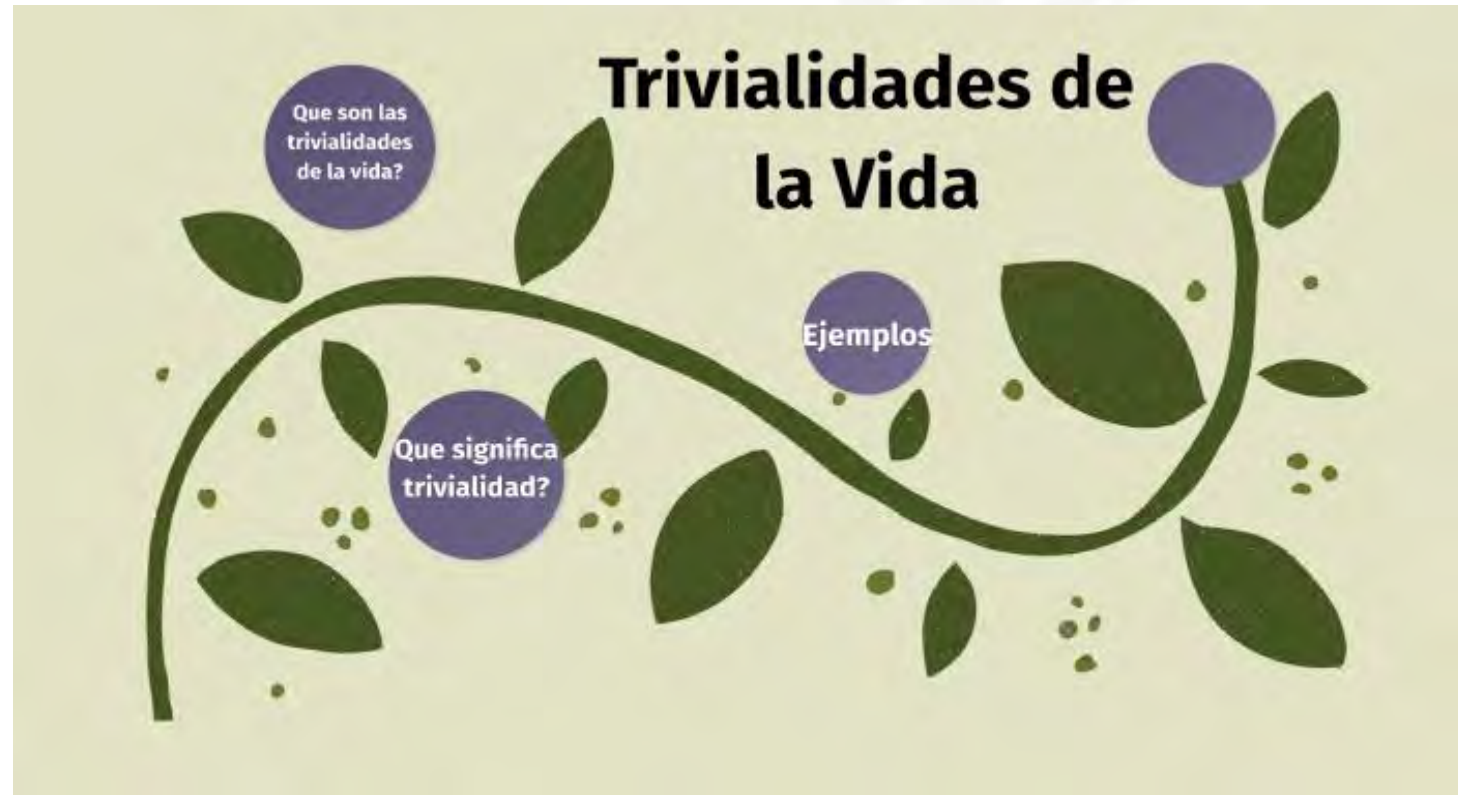 Trivialidades de
la Vida
Que son las
trivialidades
de la vida?
Ejemplos
Que significa
trivialidad?